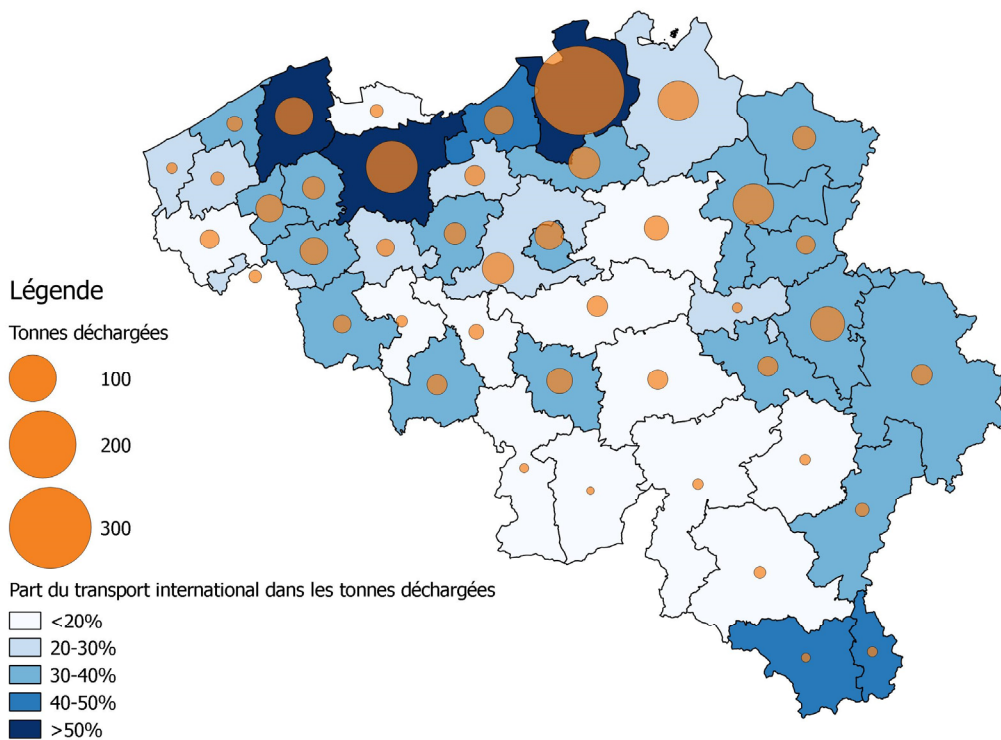 Légende
Tonnes déchargées
100
200
300
Part du transport international dans les tonnes déchargées
<20%
20-30%
30-40%
40-50%
>50%